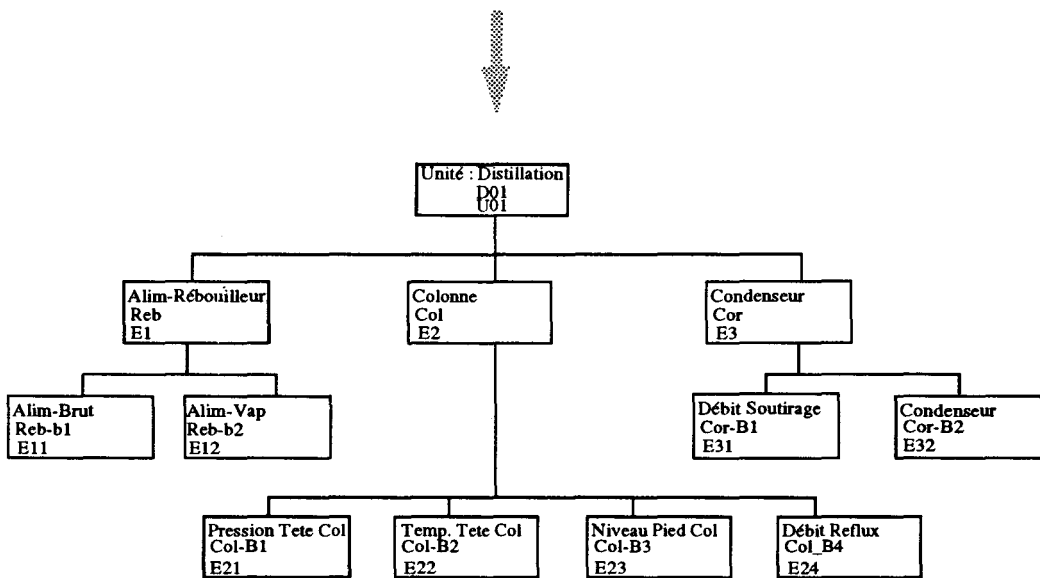 Unité : Distillation
D01
U01
Alim-Rébouilleur
Reb
E1
Colonne
Col
E2
Condenseur
Cor
E3
Alim-Brut
Reb-b1
E11
Alim-Vap
Reb-b2
E12
Débit Soutirage
Cor-B1
E31
Condenseur
Cor-B2
E32
Pression Tete Col
Col-B1
E21
Temp. Tete Col
Col-B2
E22
Niveau Pied Col
Col-B3
E23
Débit Reflux
Col_B4
E24